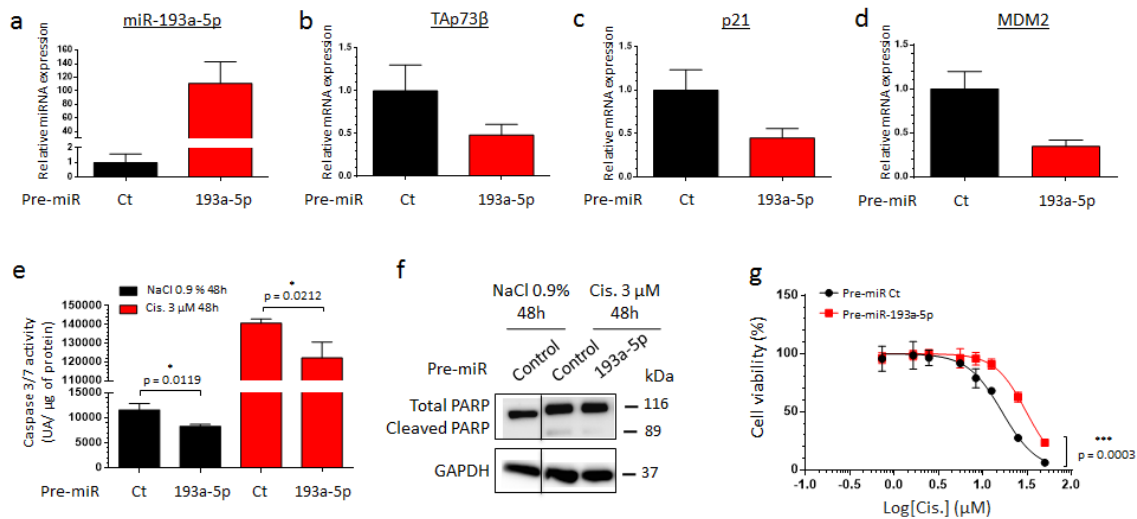 a
miR-193a-5p
Relative miRNA expression
160
140
120
100
80
60
40
2
1
0
Pre-miR Ct 193a-5p
b
TAp73β
Relative mRNA expression
1.5
1.0
0.5
0.0
Ct 193a-5p
c
p21
Relative mRNA expression
1.5
1.0
0.5
0.0
Pre-miR Ct 193a-5p
d
MDM2
Relative mRNA expression
1.5
1.0
0.5
0.0
Pre-miR Ct 193a-5p
e
NaCl 0.9 % 48h
Cis. 3 µM 48h
Caspase 3/7 activity
(UA/ µg of protein)
150000
140000
130000
120000
110000
100000
15000
10000
5000
0
*
p = 0.0119
*
p = 0.0212
Pre-miR Ct 193a-5p Ct 193a-5p
f
NaCl 0.9% Cis. 3 µM
48h 48h
Pre-miR Control Control 193a-5p kDa
Total PARP 116
Cleaved PARP 89
GAPDH 37
g
Pre-miR Ct
Pre-miR-193a-5p
Cell viability (%)
150
100
50
0
-1.0 -0.5 0.0 0.5 1.0 1.5 2.0
Log[Cis.] (µM)
***
p = 0.0003